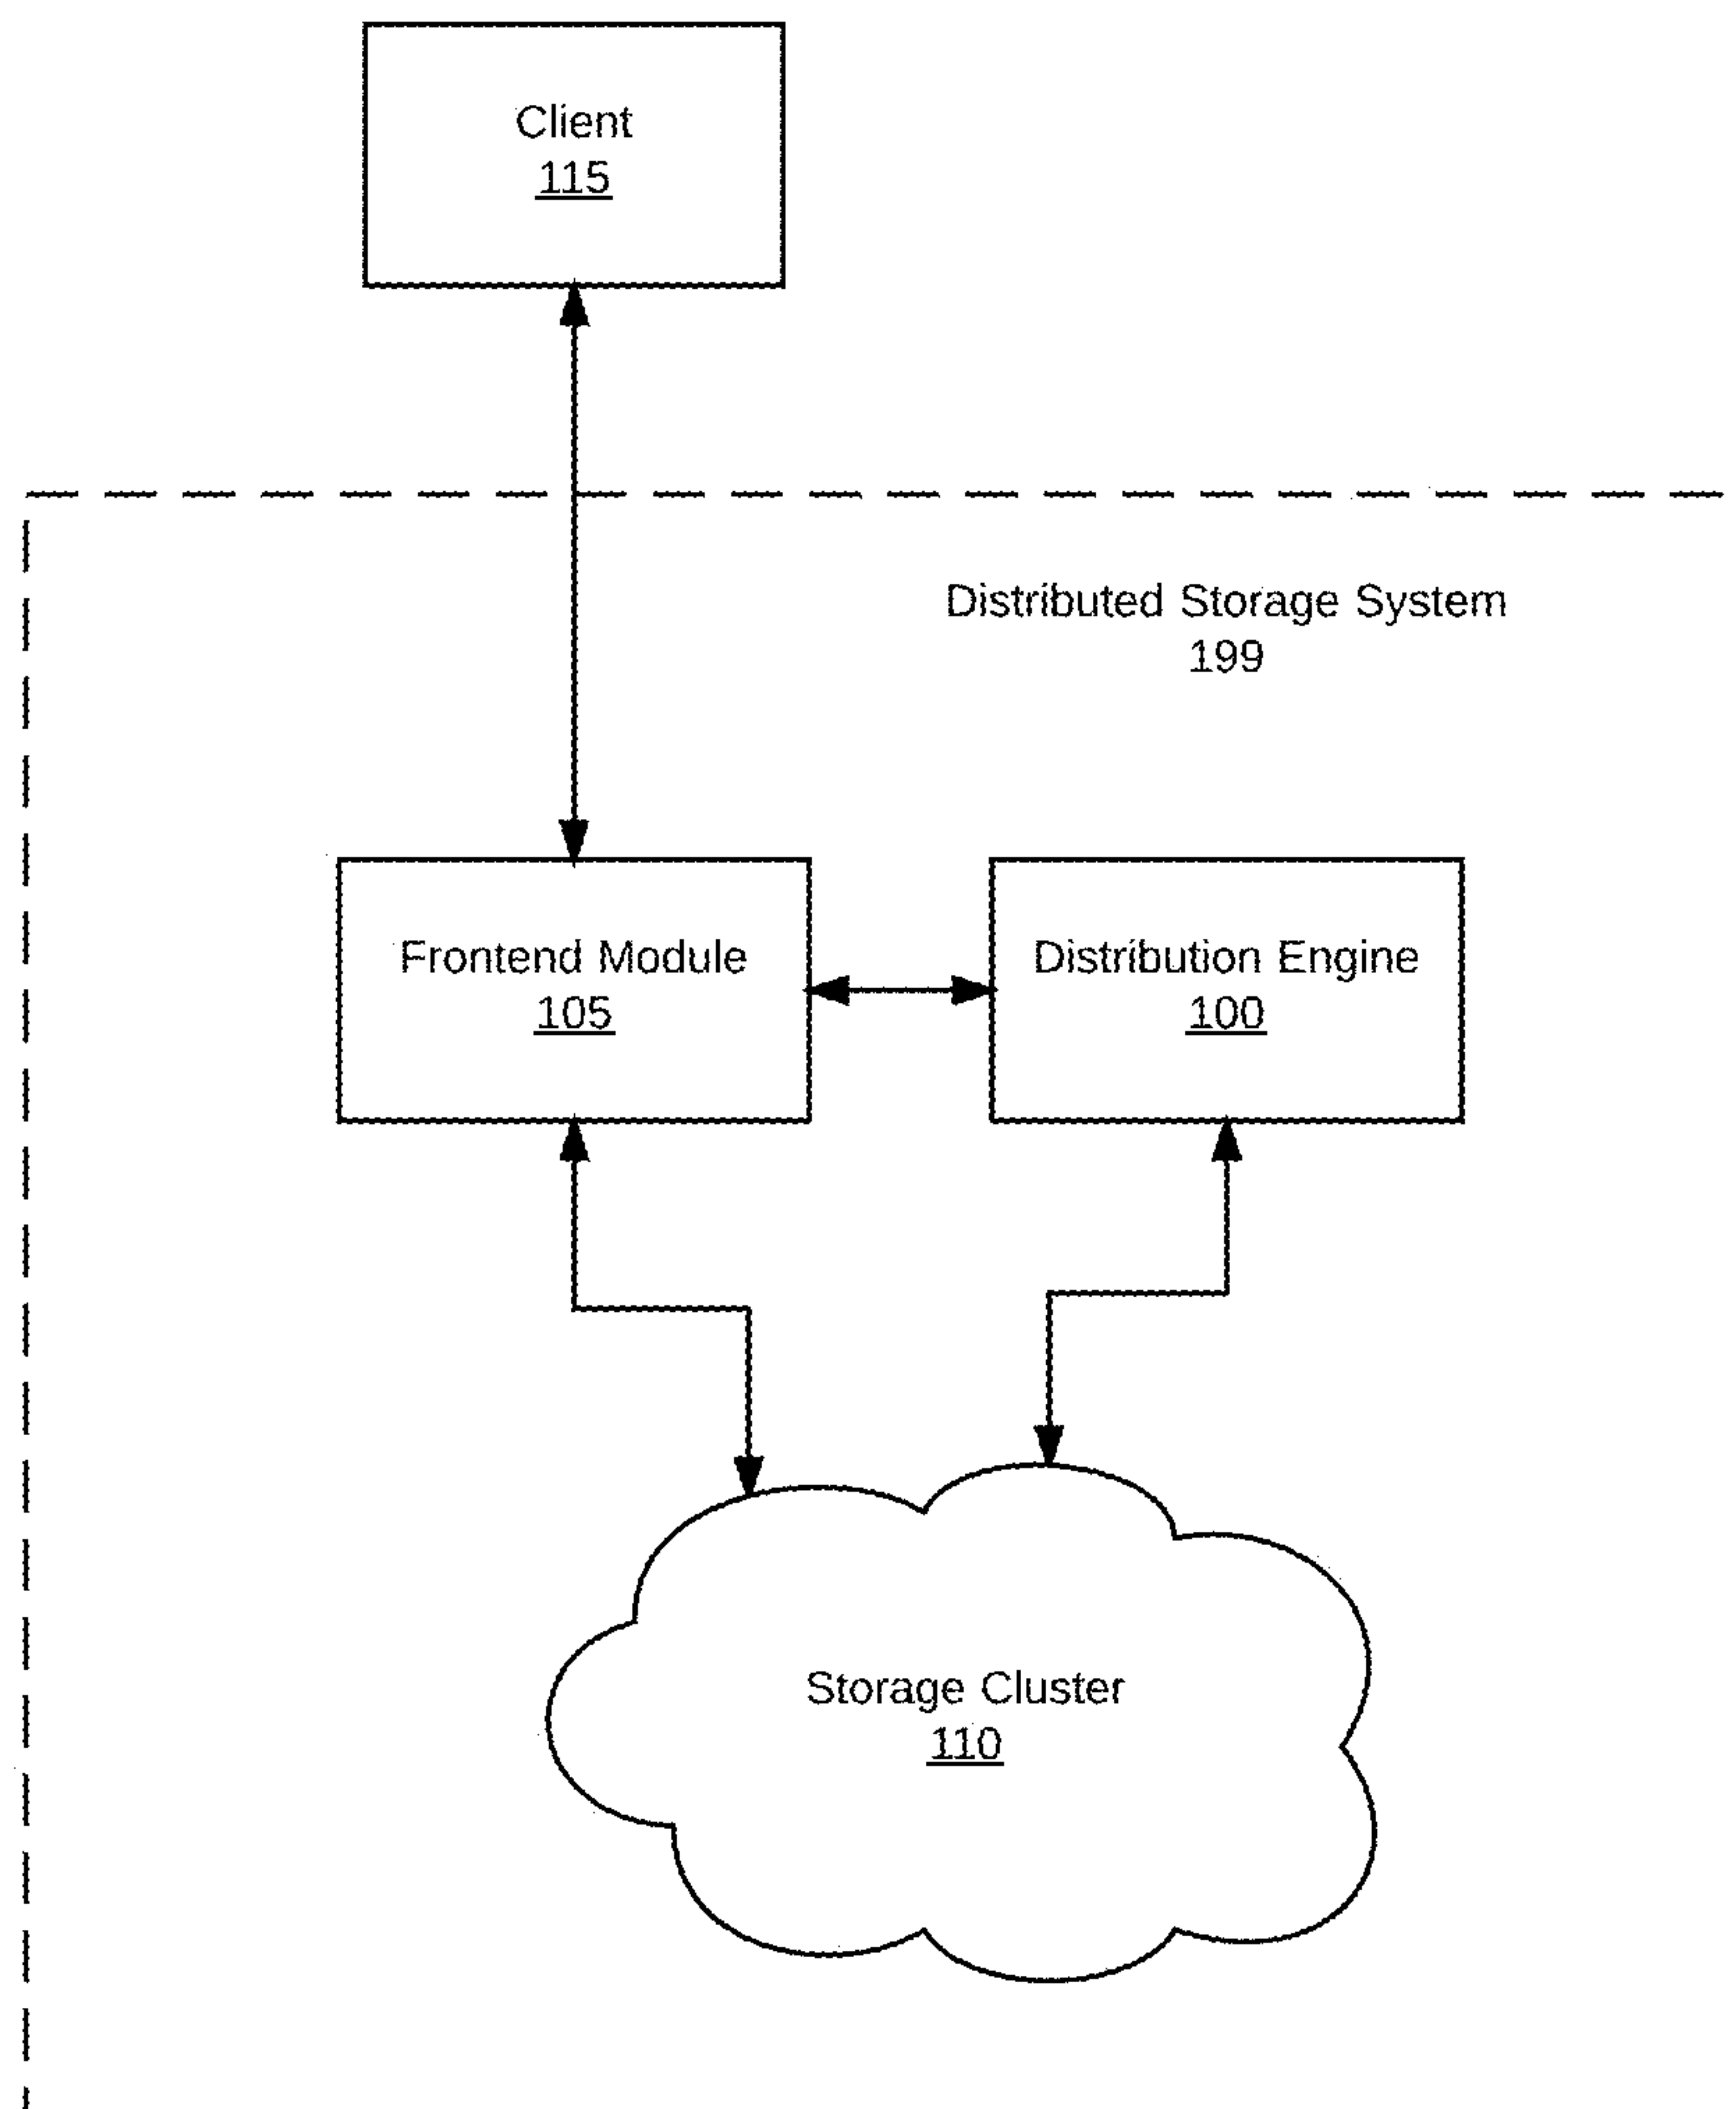 Client
115
Distributed Storage System
199
Frontend Module
105
Distribution Engine
100
Storage Cluster
110